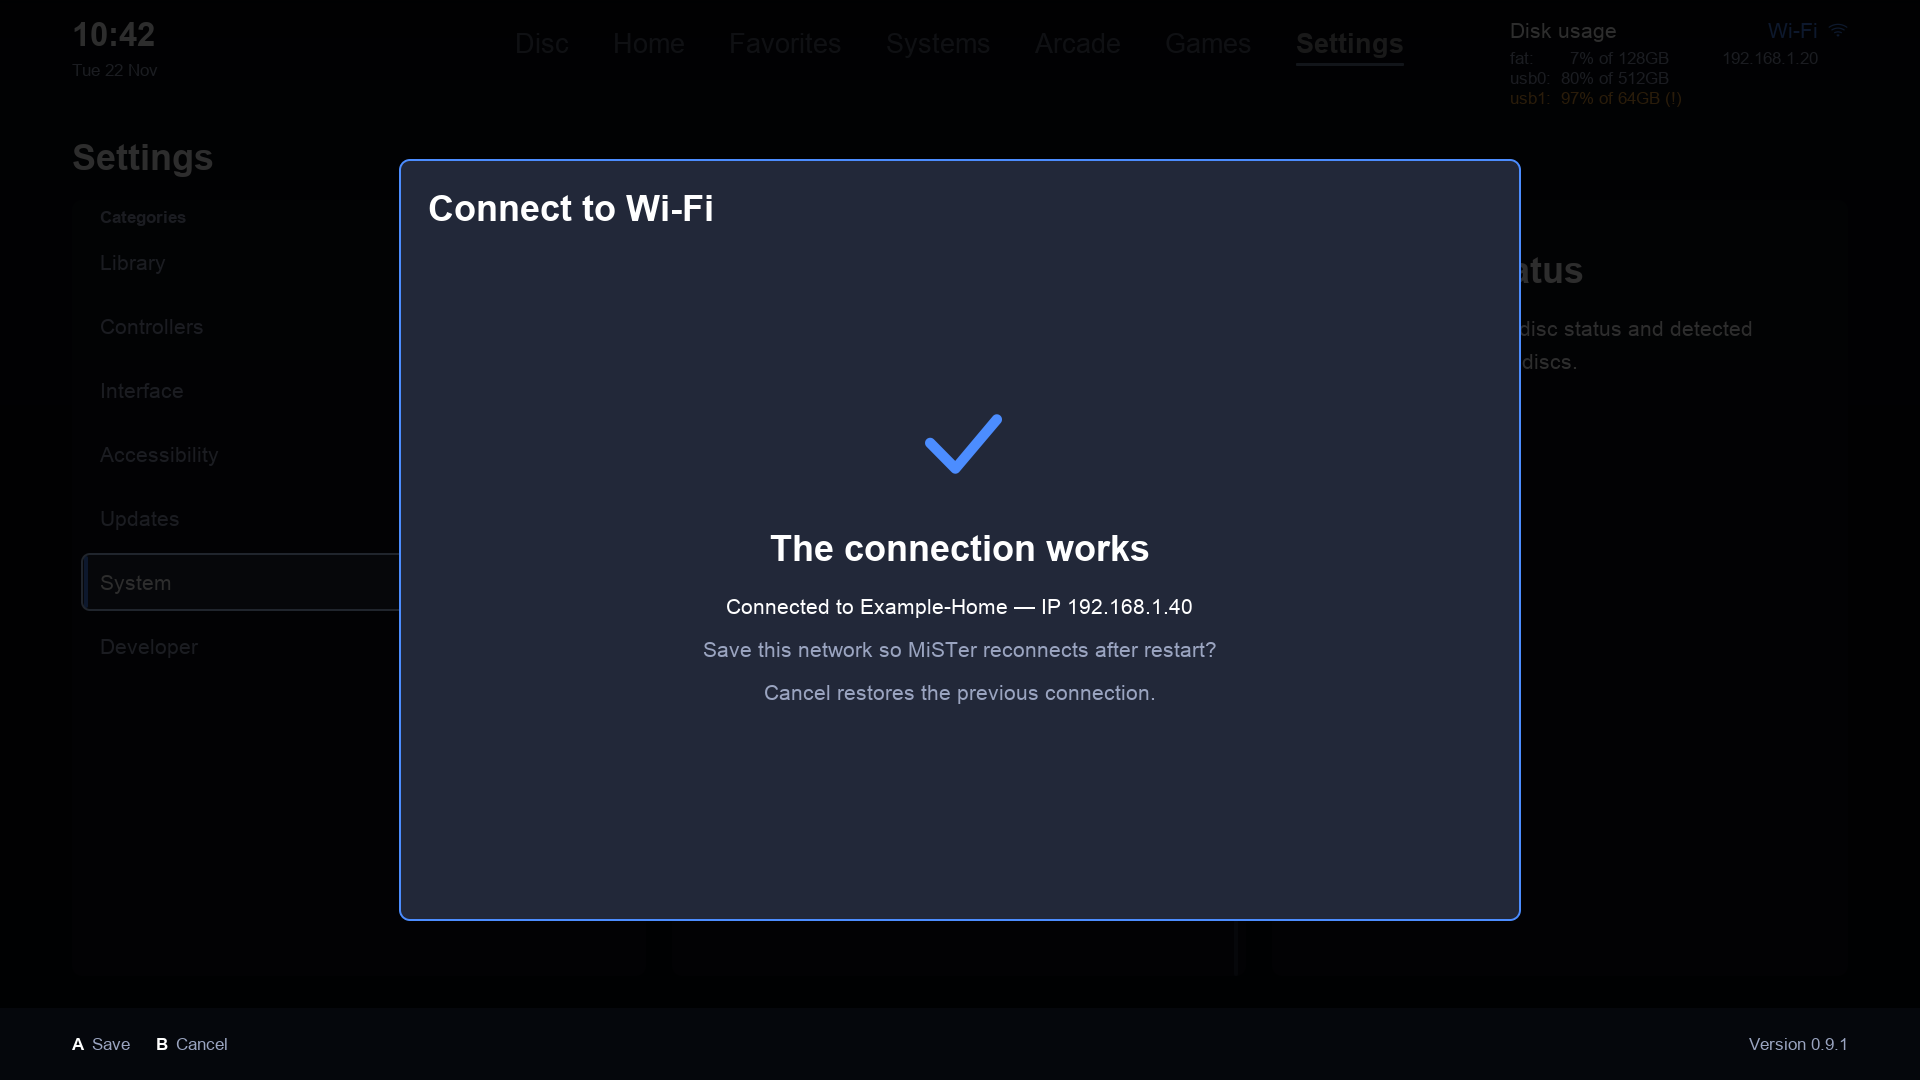 10:42
Tue 22 Nov
Disc Home Favorites Systems Arcade Games Settings
Disk usage
fat: 7% of 128GB
usb0: 80% of 512GB
usb1: 97% of 64GB (!)
Wi-Fi
192.168.1.20
Settings
Categories
Library
Controllers
Interface
Accessibility
Updates
System
Developer
Connect to Wi-Fi
The connection works
Connected to Example-Home — IP 192.168.1.40
Save this network so MiSTer reconnects after restart?
Cancel restores the previous connection.
disc status and detected
discs.
A Save B Cancel
Version 0.9.1